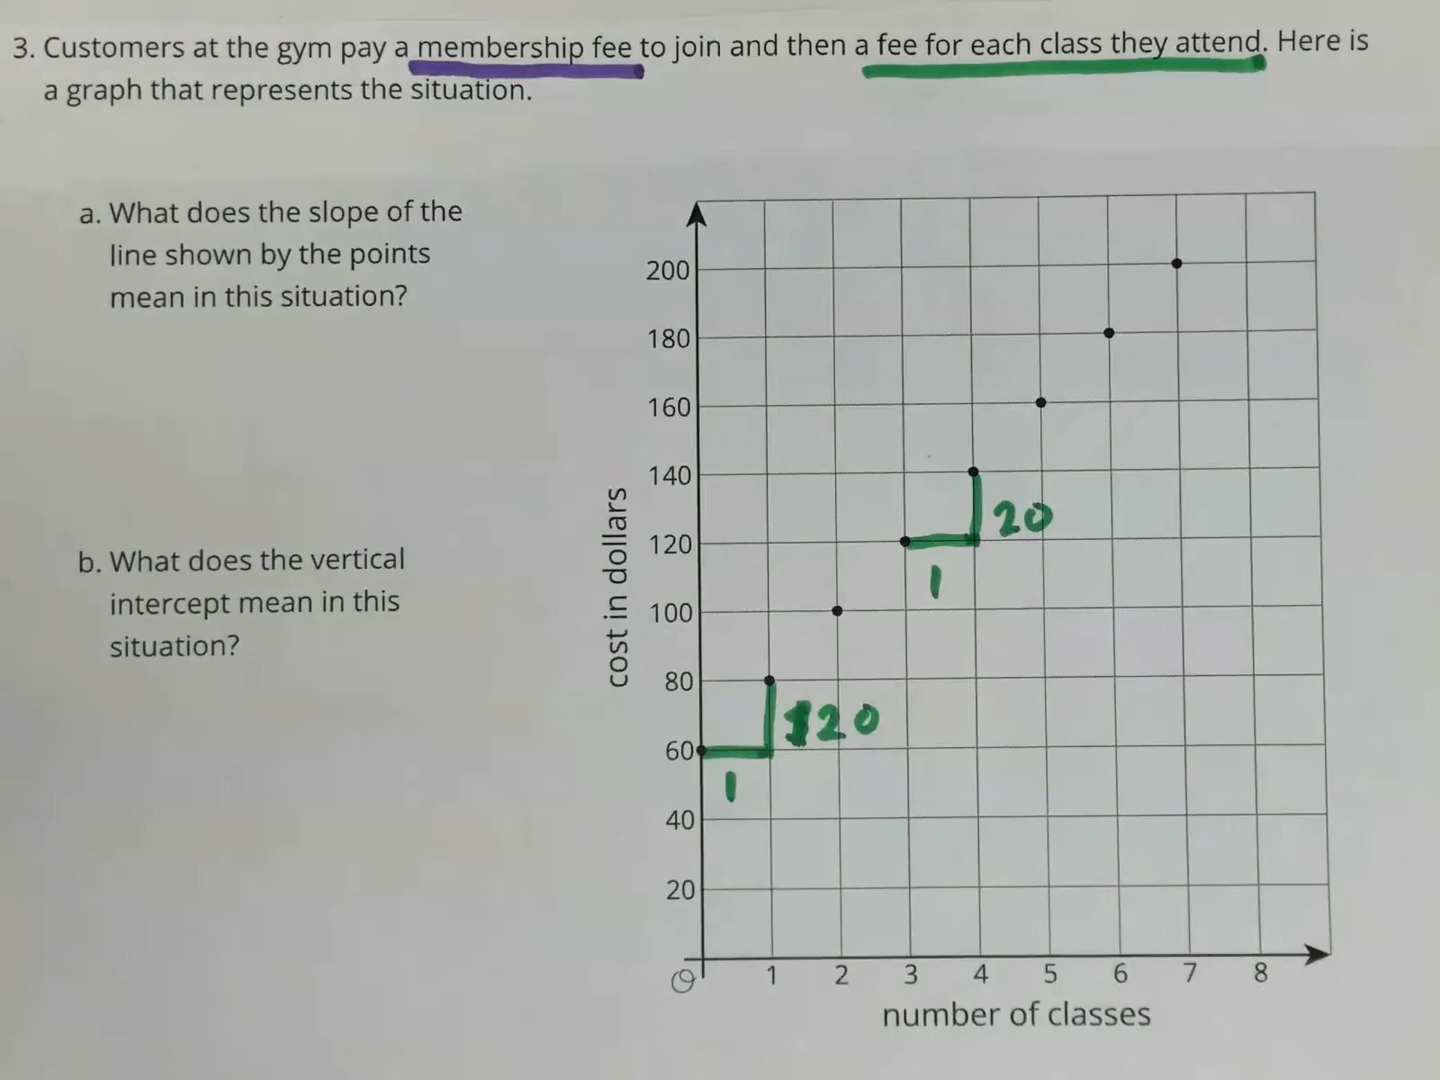 3. Customers at the gym pay a membership fee to join and then a fee for each class they attend. Here is
a graph that represents the situation.
a. What does the slope of the
line shown by the points
mean in this situation?
b. What does the vertical
intercept mean in this
situation?
cost in dollars
200
180
160
140
120
100
80
60
40
20
20
1
$20
1
O
1 2 3 4 5 6 7 8
number of classes